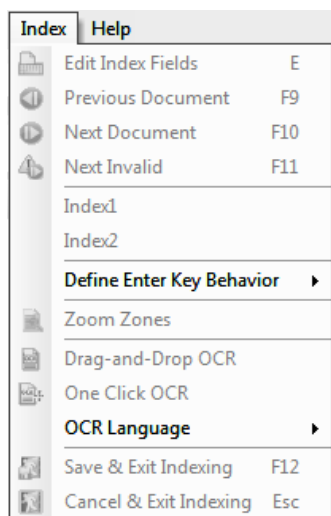 Index Help
Edit Index Fields E
Previous Document F9
Next Document F10
Next Invalid F11
Index1
Index2
Define Enter Key Behavior
Zoom Zones
Drag-and-Drop OCR
One Click OCR
OCR Language
Save & Exit Indexing F12
Cancel & Exit Indexing Esc